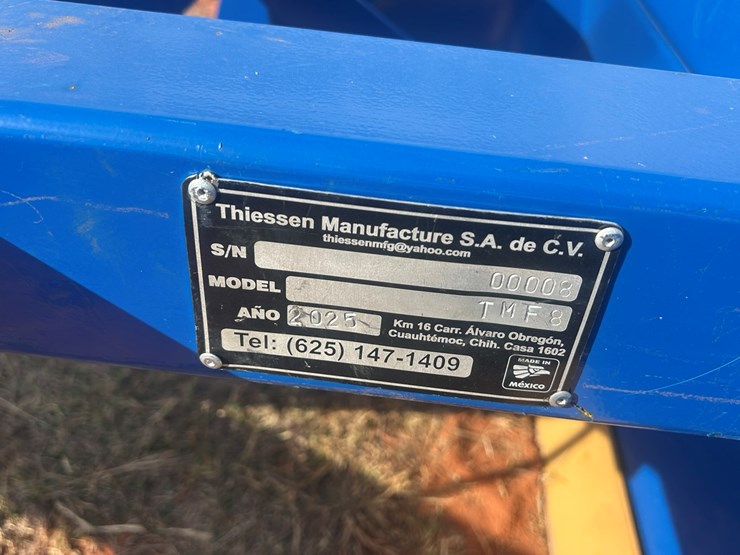 Thiessen Manufacture S.A. de C.V.
thiessenmfg@yahoo.com
S/N 00008
MODEL TMF8
AÑO 2025
Km 16 Carr. Álvaro Obregón,
Cuauhtémoc, Chih. Casa 1602
Tel: (625) 147-1409
MADE IN
MÉXICO